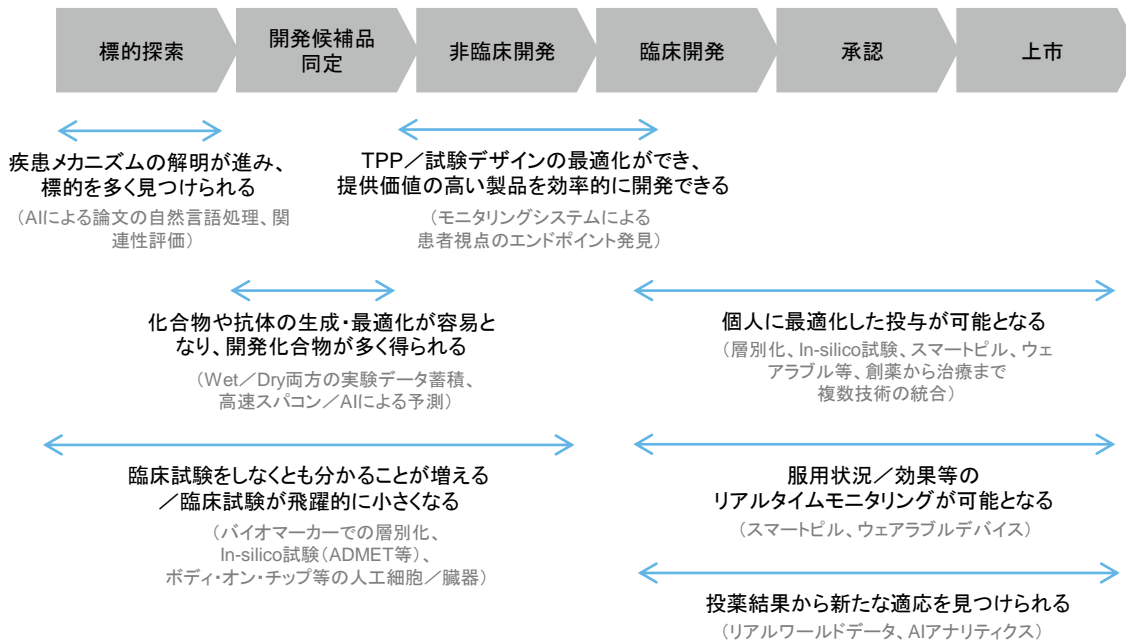 標的探索
開発候補品
同定
非臨床開発
臨床開発
承認
上市
疾患メカニズムの解明が進み、
標的を多く見つけられる
（AIによる論文の自然言語処理、関
連性評価）
TPP／試験デザインの最適化ができ、
提供価値の高い製品を効率的に開発できる
（モニタリングシステムによる
患者視点のエンドポイント発見）
化合物や抗体の生成・最適化が容易と
なり、開発化合物が多く得られる
（Wet／Dry両方の実験データ蓄積、
高速スパコン／AIによる予測）
個人に最適化した投与が可能となる
（層別化、In-silico試験、スマートピル、ウェ
アラブル等、創薬から治療まで
複数技術の統合）
臨床試験をしなくとも分かることが増える
／臨床試験が飛躍的に小さくなる
（バイオマーカーでの層別化、
In-silico試験（ADMET等）、
ボディ・オン・チップ等の人工細胞／臓器）
服用状況／効果等の
リアルタイムモニタリングが可能となる
（スマートピル、ウェアラブルデバイス）
投薬結果から新たな適応を見つけられる
（リアルワールドデータ、AIアナリティクス）